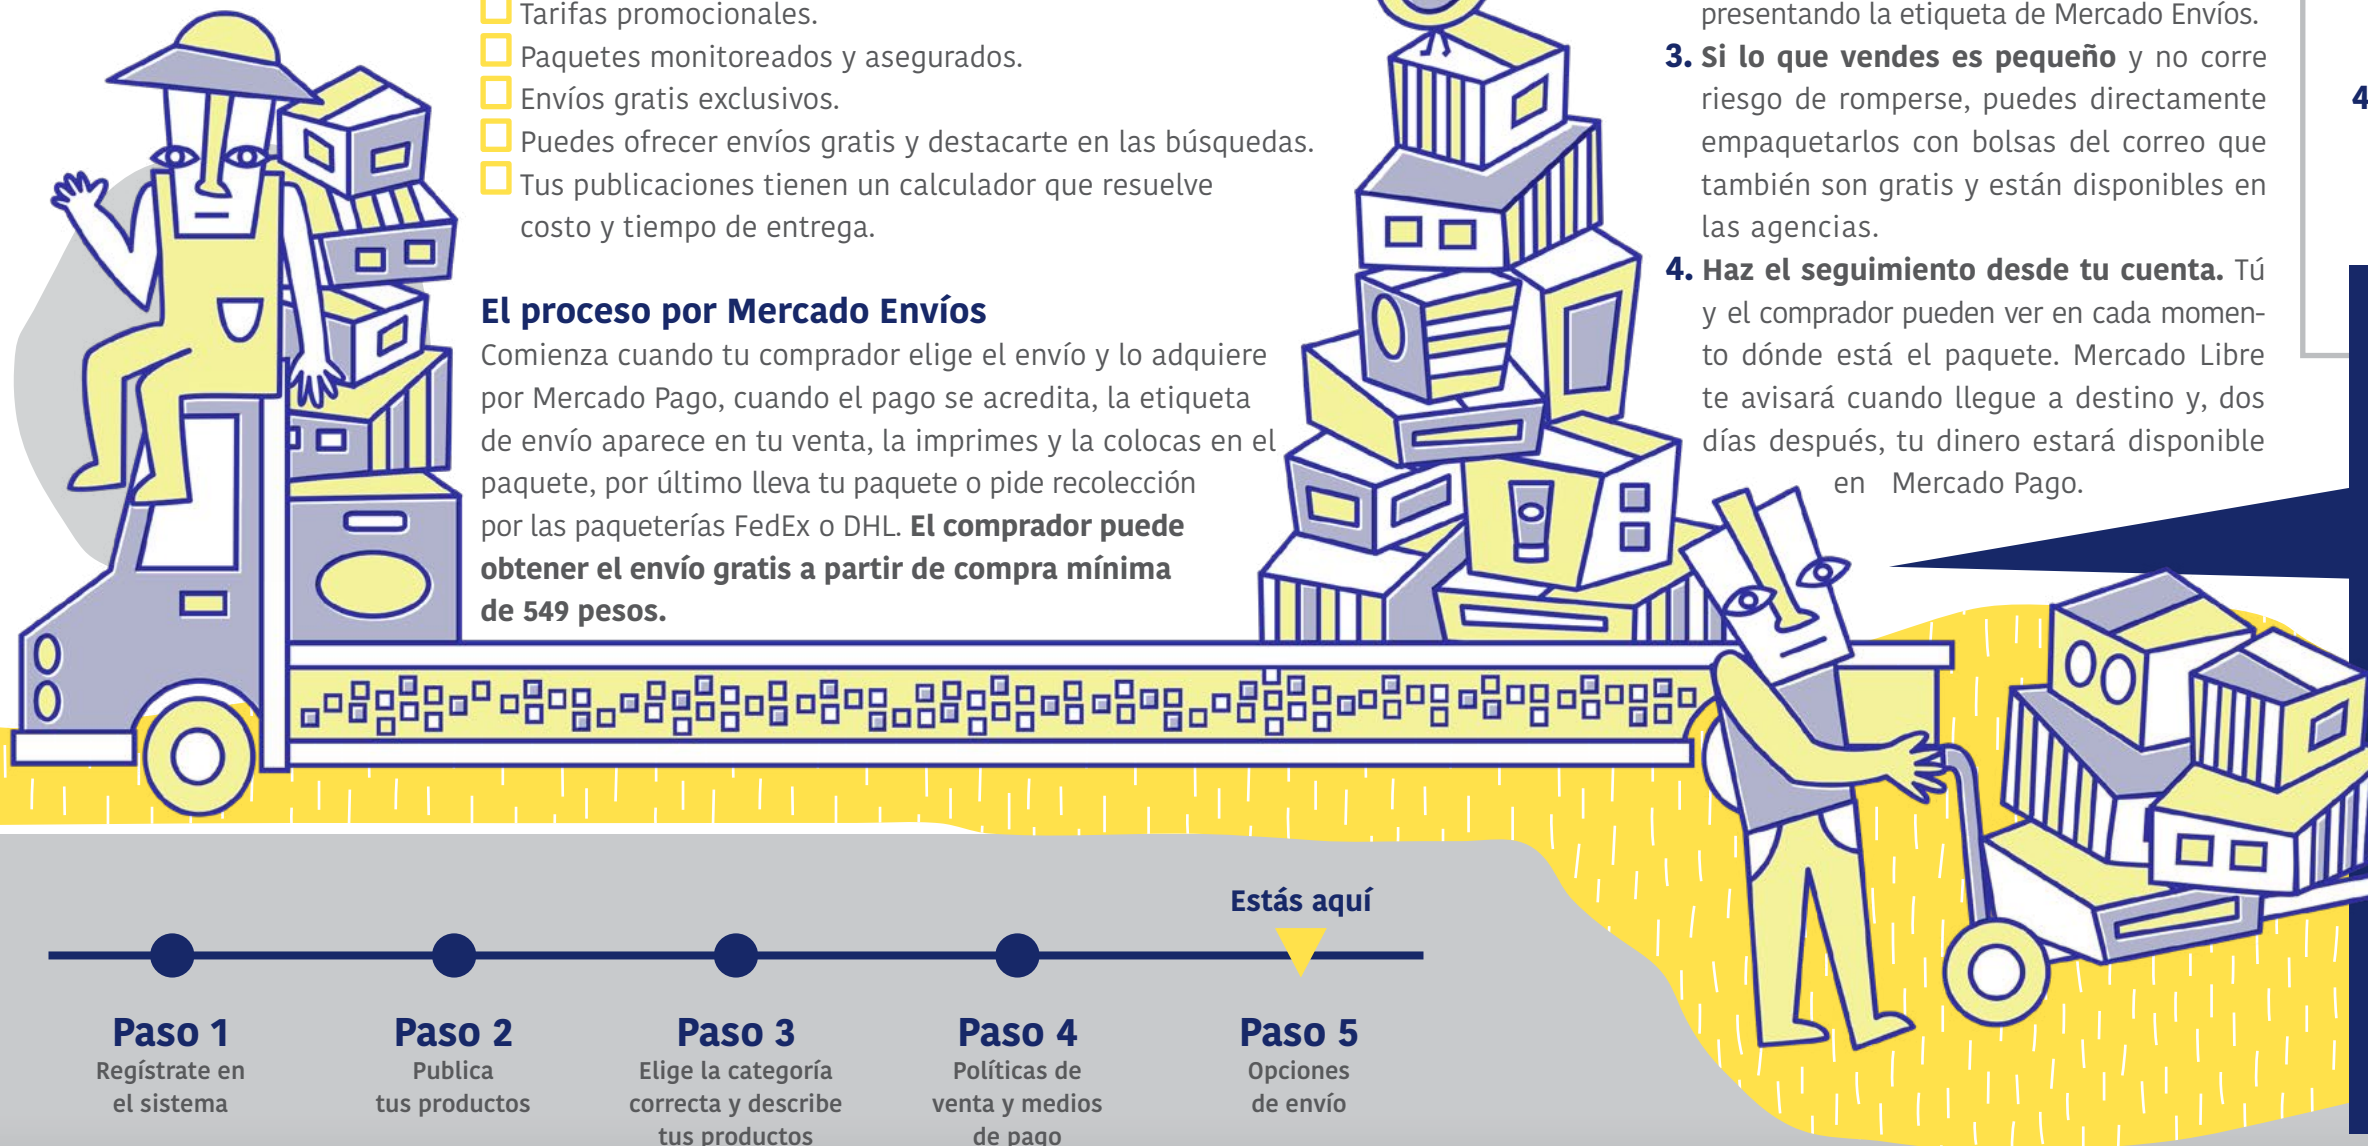 Tarifas promocionales.
Paquetes monitoreados y asegurados.
Envíos gratis exclusivos.
Puedes ofrecer envíos gratis y destacarte en las búsquedas.
Tus publicaciones tienen un calculador que resuelve
costo y tiempo de entrega.
El proceso por Mercado Envíos
Comienza cuando tu comprador elige el envío y lo adquiere
por Mercado Pago, cuando el pago se acredita, la etiqueta
de envío aparece en tu venta, la imprimes y la colocas en el
paquete, por último lleva tu paquete o pide recolección
por las paqueterías FedEx o DHL. El comprador puede
obtener el envío gratis a partir de compra mínima
de 549 pesos.
presentando la etiqueta de Mercado Envíos.
3. Si lo que vendes es pequeño y no corre
riesgo de romperse, puedes directamente
empaquetarlos con bolsas del correo que
también son gratis y están disponibles en
las agencias.
4. Haz el seguimiento desde tu cuenta. Tú
y el comprador pueden ver en cada momen-
to dónde está el paquete. Mercado Libre
te avisará cuando llegue a destino y, dos
días después, tu dinero estará disponible
en Mercado Pago.
4
Estás aquí
Paso 1
Regístrate en
el sistema
Paso 2
Publica
tus productos
Paso 3
Elige la categoría
correcta y describe
tus productos
Paso 4
Políticas de
venta y medios
de pago
Paso 5
Opciones
de envío